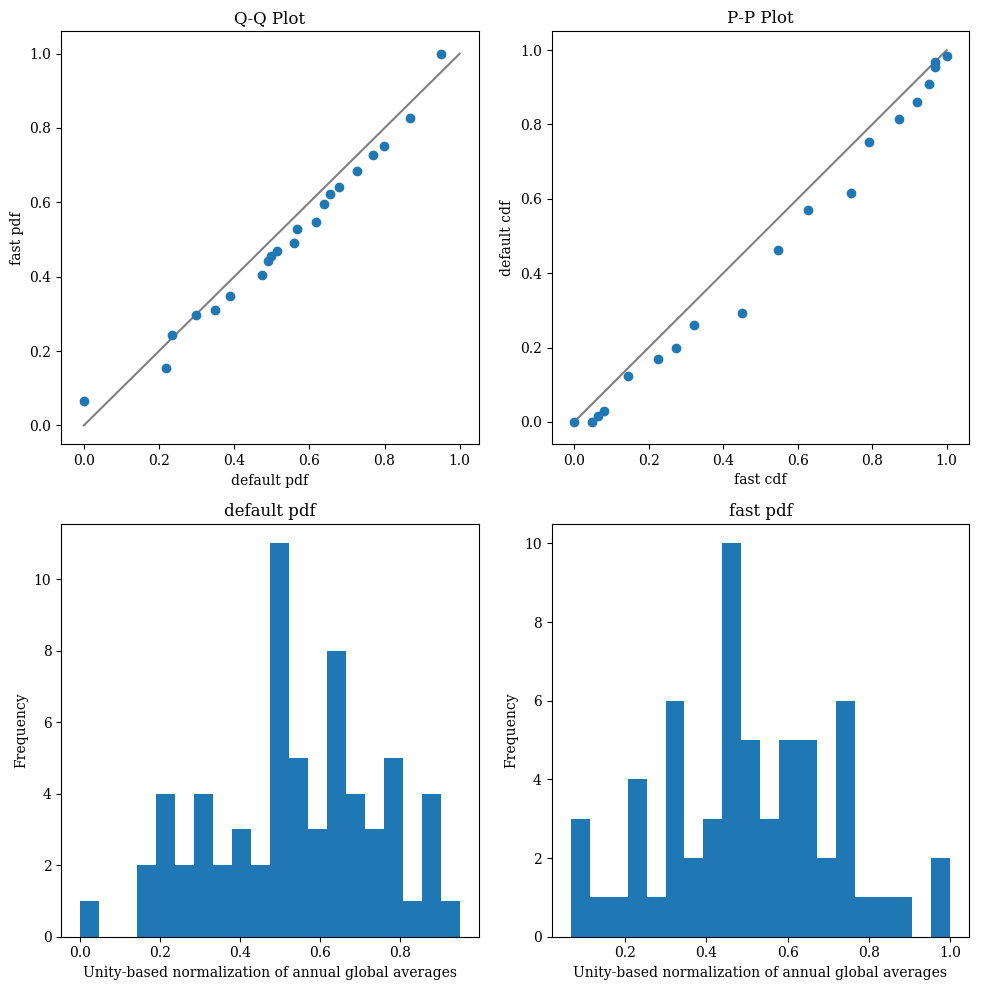 Q-Q Plot
1.0
0.8
0.6
0.4
0.2
0.0
fast pdf
0.0 0.2 0.4 0.6 0.8 1.0
default pdf
P-P Plot
1.0
0.8
0.6
0.4
0.2
0.0
default cdf
0.0 0.2 0.4 0.6 0.8 1.0
fast cdf
default pdf
10
8
6
4
2
0
Frequency
0.0 0.2 0.4 0.6 0.8
Unity-based normalization of annual global averages
fast pdf
10
8
6
4
2
0
Frequency
0.2 0.4 0.6 0.8 1.0
Unity-based normalization of annual global averages